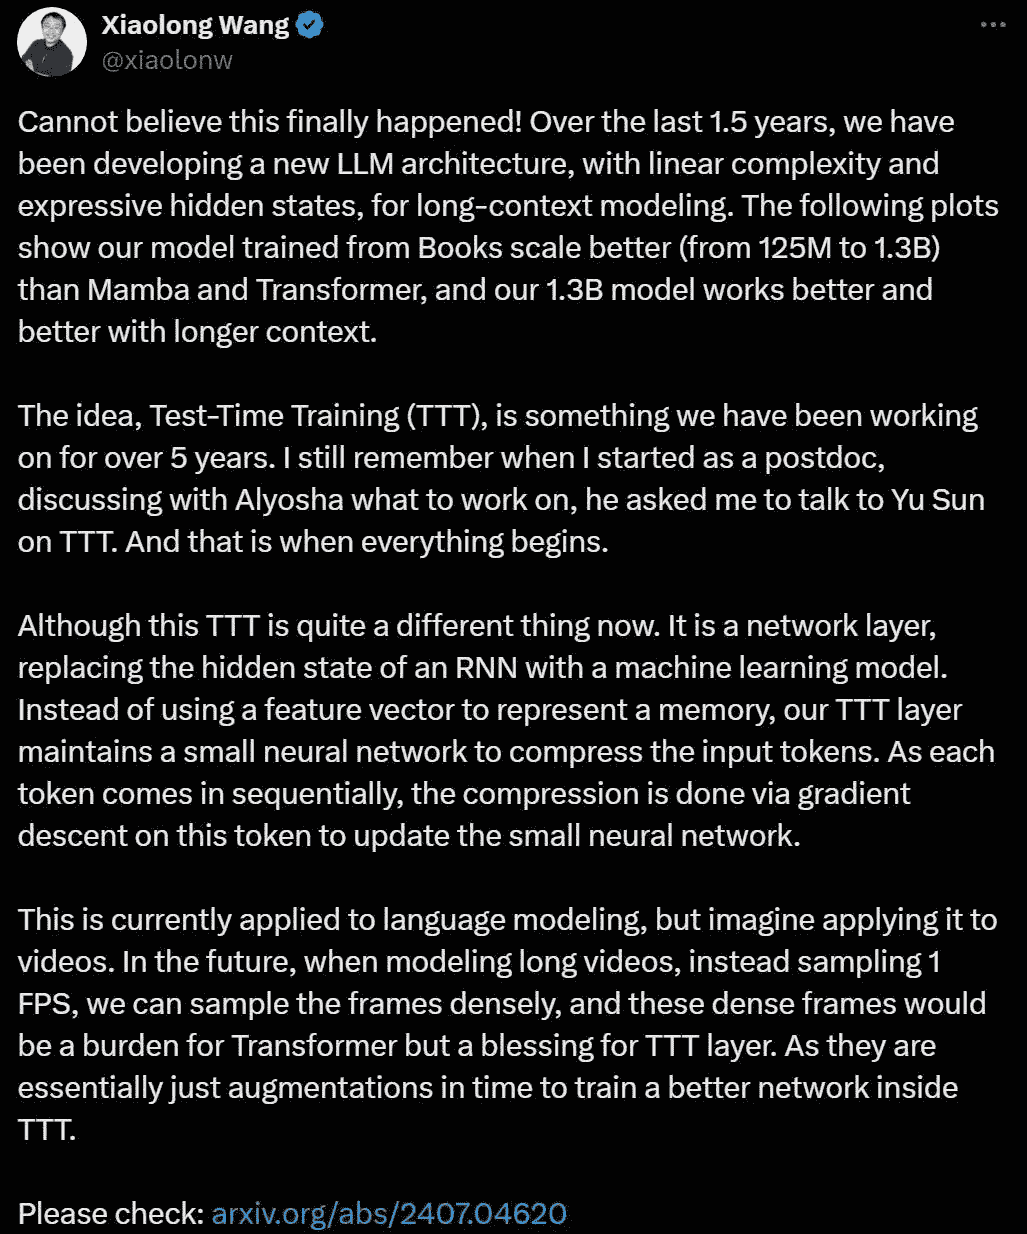 Xiaolong Wang
@xiaolonw
Cannot believe this finally happened! Over the last 1.5 years, we have
been developing a new LLM architecture, with linear complexity and
expressive hidden states, for long-context modeling. The following plots
show our model trained from Books scale better (from 125M to 1.3B)
than Mamba and Transformer, and our 1.3B model works better and
better with longer context.
The idea, Test-Time Training (TTT), is something we have been working
on for over 5 years. I still remember when I started as a postdoc,
discussing with Alyosha what to work on, he asked me to talk to Yu Sun
on TTT. And that is when everything begins.
Although this TTT is quite a different thing now. It is a network layer,
replacing the hidden state of an RNN with a machine learning model.
Instead of using a feature vector to represent a memory, our TTT layer
maintains a small neural network to compress the input tokens. As each
token comes in sequentially, the compression is done via gradient
descent on this token to update the small neural network.
This is currently applied to language modeling, but imagine applying it to
videos. In the future, when modeling long videos, instead sampling 1
FPS, we can sample the frames densely, and these dense frames would
be a burden for Transformer but a blessing for TTT layer. As they are
essentially just augmentations in time to train a better network inside
TTT.
Please check: arxiv.org/abs/2407.04620